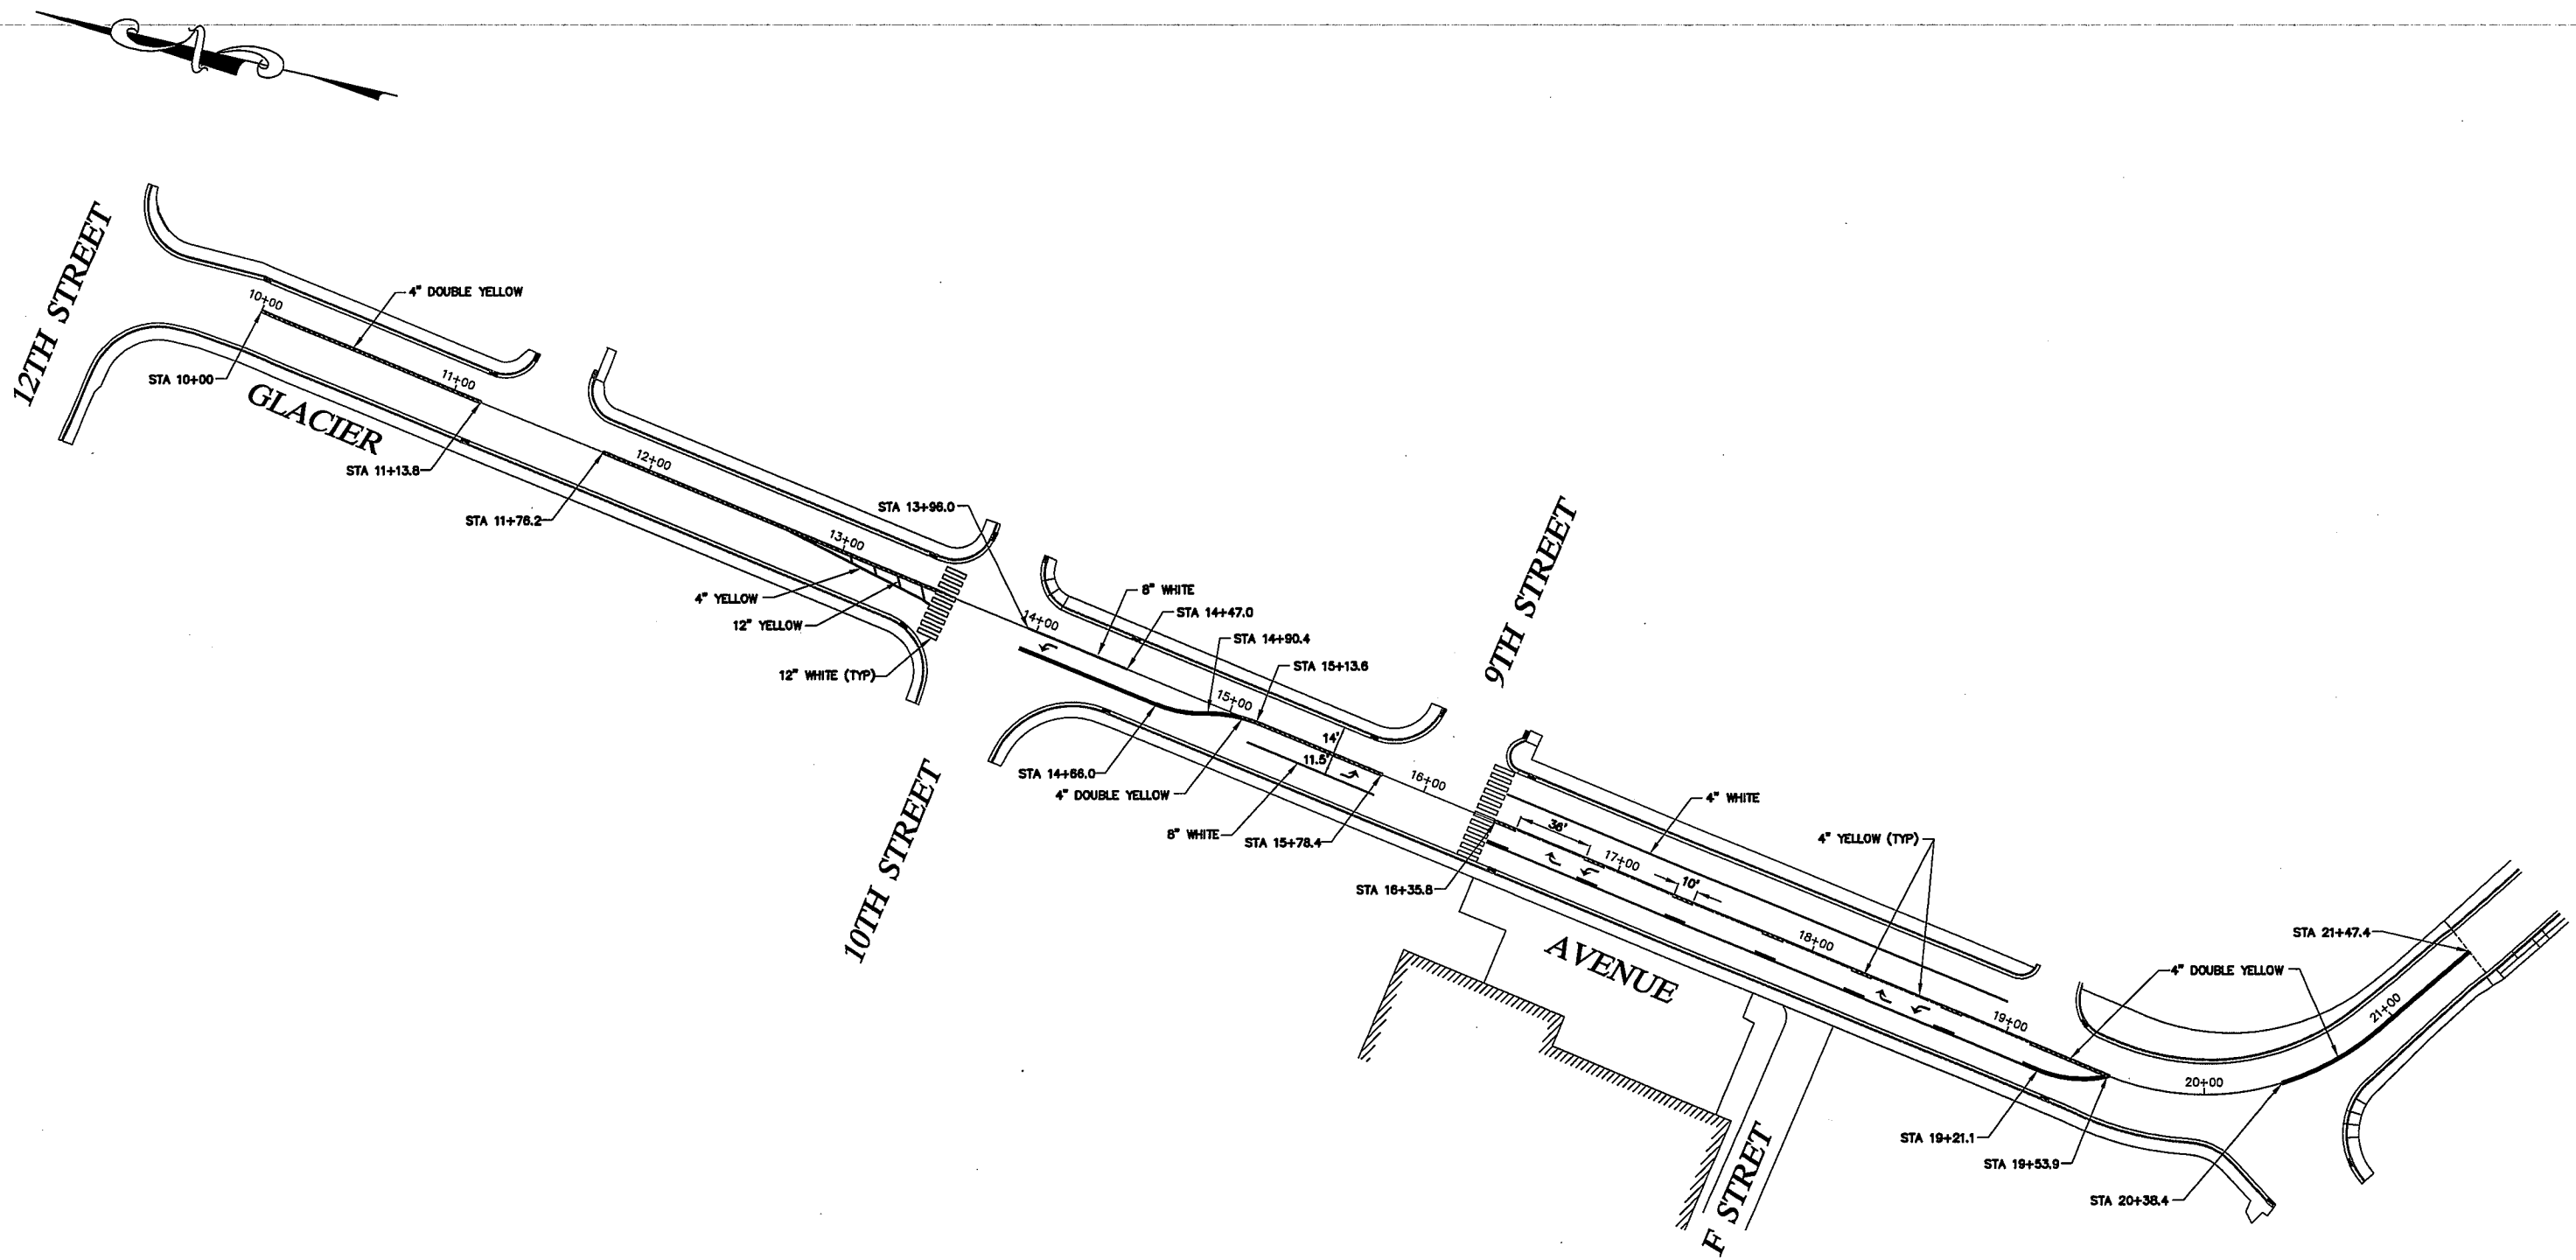 12TH STREET
10+00
4" DOUBLE YELLOW
STA 10+00
GLACIER
11+00
STA 11+13.8
12+00
STA 11+76.2
STA 13+96.0
13+00
4" YELLOW
12" YELLOW
12" WHITE (TYP)
14+00
8" WHITE
STA 14+47.0
STA 14+90.4
STA 15+13.6
15+00
14'
11.5'
STA 14+66.0
4" DOUBLE YELLOW
8" WHITE
STA 15+78.4
10TH STREET
9TH STREET
16+00
36'
17+00
10'
4" WHITE
4" YELLOW (TYP)
STA 16+35.8
18+00
AVENUE
19+00
STA 21+47.4
4" DOUBLE YELLOW
21+00
20+00
STA 19+21.1
STA 19+53.9
STA 20+38.4
F STREET